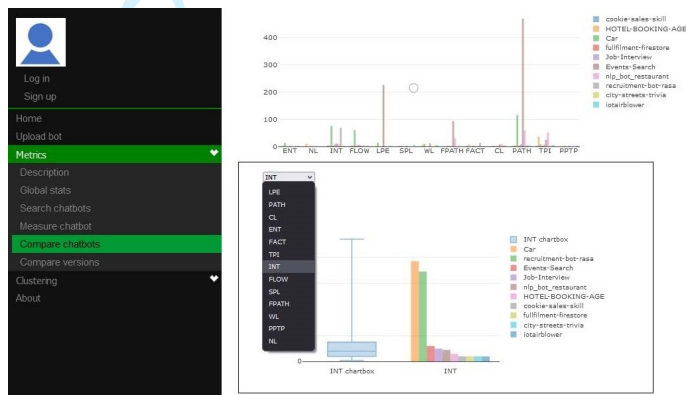 Log in
Sign up
Home
Upload bot
Metrics
Description
Global stats
Search chatbots
Measure chatbot
Compare chatbots
Compare versions
Clustering
About
400
300
200
100
0
ENT NL INT FLOW LPE SPL WL FPATH FACT CL PATH TPI PPTP
cookie-sales-skill
HOTEL-BOOKING-AGE
Car
fullfilment-firestore
Job-Interview
Events-Search
nlp_bot_restaurant
recruitment-bot-rasa
city-streets-trivia
iotairblower
INT
LPE
PATH
CL
ENT
FACT
TPI
INT
FLOW
SPL
FPATH
WL
PPTP
NL
0
INT chartbox INT
INT chartbox
Car
recruitment-bot-rasa
Events-Search
Job-Interview
nlp_bot_restaurant
HOTEL-BOOKING-AGE
cookie-sales-skill
fullfilment-firestore
city-streets-trivia
iotairblower